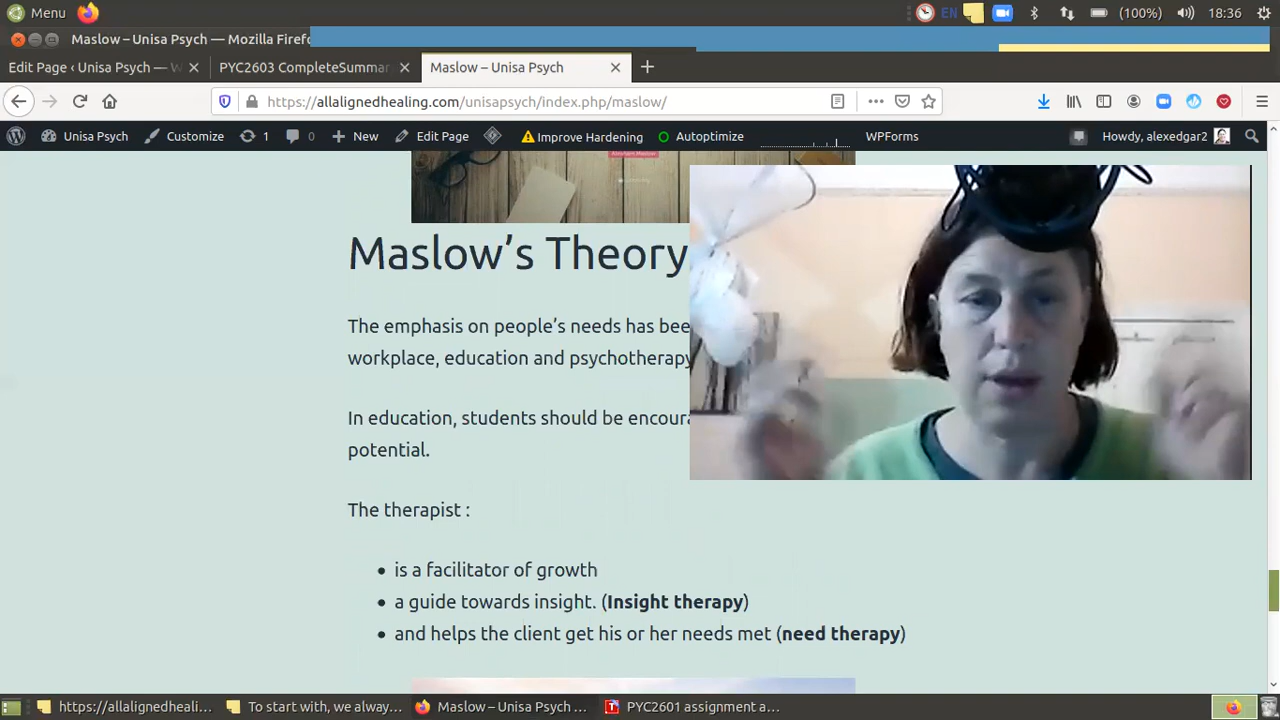 Menu
EN
(100%)
18:36
Maslow – Unisa Psych — Mozilla Firefo
Edit Page ‹ Unisa Psych — W
PYC2603 CompleteSummar
Maslow – Unisa Psych
https://allalignedhealing.com/unisapsych/index.php/maslow/
Unisa Psych
Customize
1
0
New
Edit Page
Improve Hardening
Autoptimize
WPForms
Howdy, alexedgar2
Maslow's Theory
The emphasis on people's needs has bee
workplace, education and psychotherapy
In education, students should be encoura
potential.
The therapist :
• is a facilitator of growth
• a guide towards insight. (Insight therapy)
• and helps the client get his or her needs met (need therapy)
https://allalignedheali...
To start with, we alway...
Maslow – Unisa Psych ...
PYC2601 assignment a...